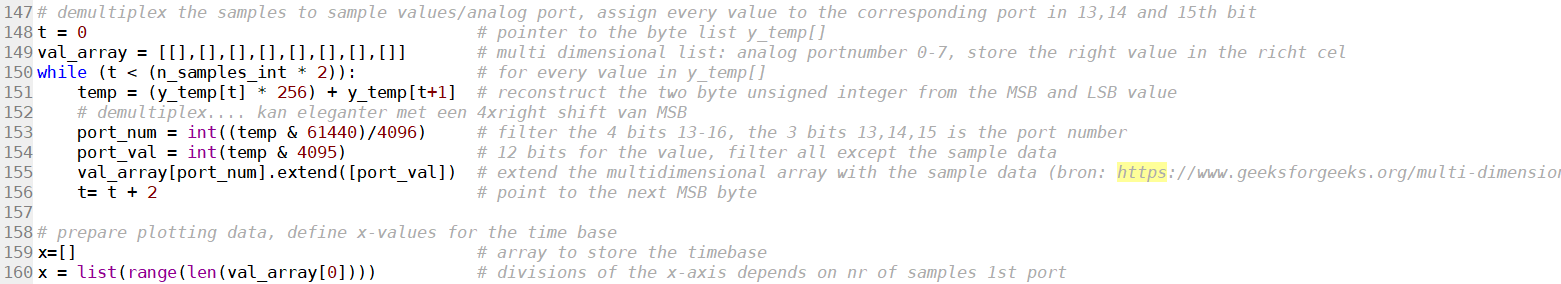 147 # demultiplex the samples to sample values/analog port, assign every value to the corresponding port in 13,14 and 15th bit
148 t = 0                                       # pointer to the byte list y_temp[]
149 val_array = [[],[],[],[],[],[],[],[]]       # multi dimensional list: analog portnumber 0-7, store the right value in the richt cel
150 while (t < (n_samples_int * 2)):            # for every value in y_temp[]
151     temp = (y_temp[t] * 256) + y_temp[t+1]  # reconstruct the two byte unsigned integer from the MSB and LSB value
152     # demultiplex.... kan eleganter met een 4xright shift van MSB
153     port_num = int((temp & 61440)/4096)     # filter the 4 bits 13-16, the 3 bits 13,14,15 is the port number
154     port_val = int(temp & 4095)             # 12 bits for the value, filter all except the sample data
155     val_array[port_num].extend([port_val])  # extend the multidimensional array with the sample data (bron: https://www.geeksforgeeks.org/multi-dimension
156     t= t + 2                                # point to the next MSB byte
157
158 # prepare plotting data, define x-values for the time base
159 x=[]                                        # array to store the timebase
160 x = list(range(len(val_array[0])))          # divisions of the x-axis depends on nr of samples 1st port